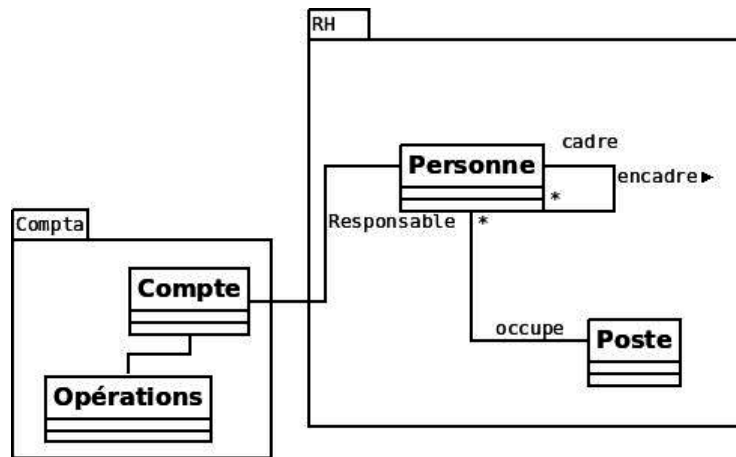 RH
cadre
Personne
encadre►
*
Compta
Responsable
*
Compte
occupe
Poste
Opérations